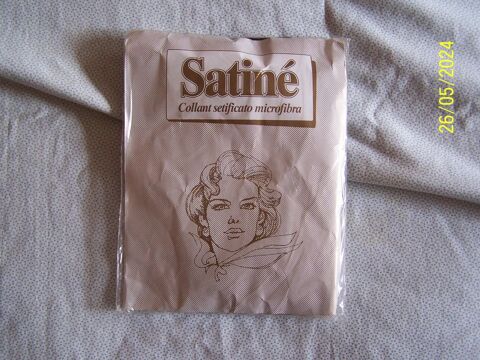 Satiné
Collant setificato microfibra
26/05/2024